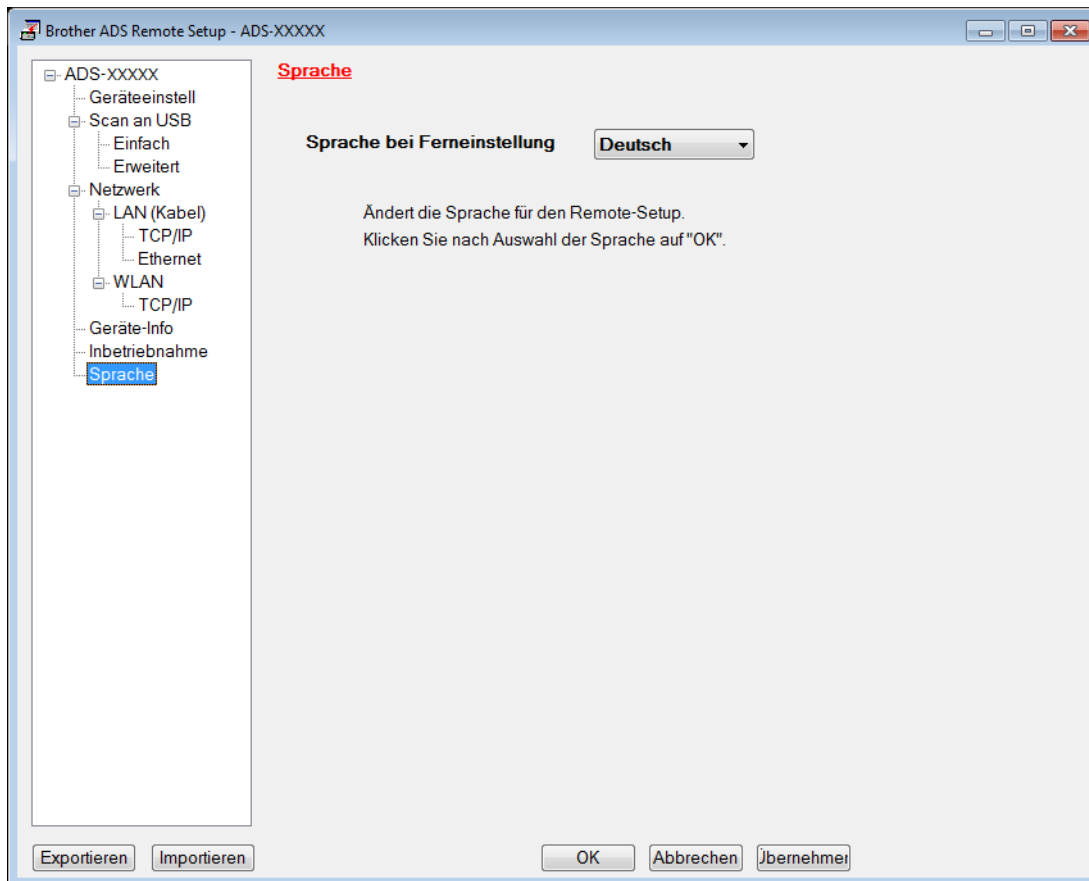 Brother ADS Remote Setup - ADS-XXXXX
ADS-XXXXX
Geräteeinstell
Scan an USB
Einfach
Erweitert
Netzwerk
LAN (Kabel)
TCP/IP
Ethernet
WLAN
TCP/IP
Geräte-Info
Inbetriebnahme
Sprache
Sprache
Sprache bei Ferneinstellung Deutsch
Ändert die Sprache für den Remote-Setup.
Klicken Sie nach Auswahl der Sprache auf "OK".
Exportieren Importieren OK Abbrechen Übernehmen